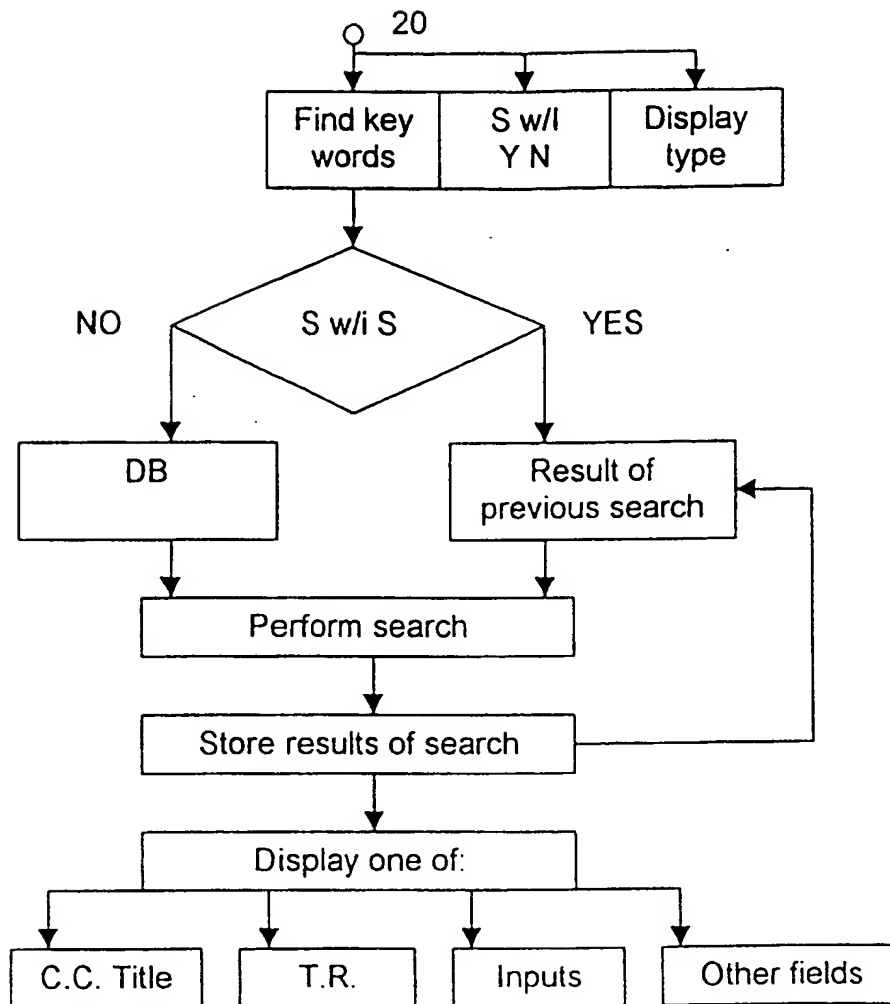 20
Find key
words
S w/I
Y N
Display
type
NO
S w/i S
YES
DB
Result of
previous search
Perform search
Store results of search
Display one of:
C.C. Title
T.R.
Inputs
Other fields